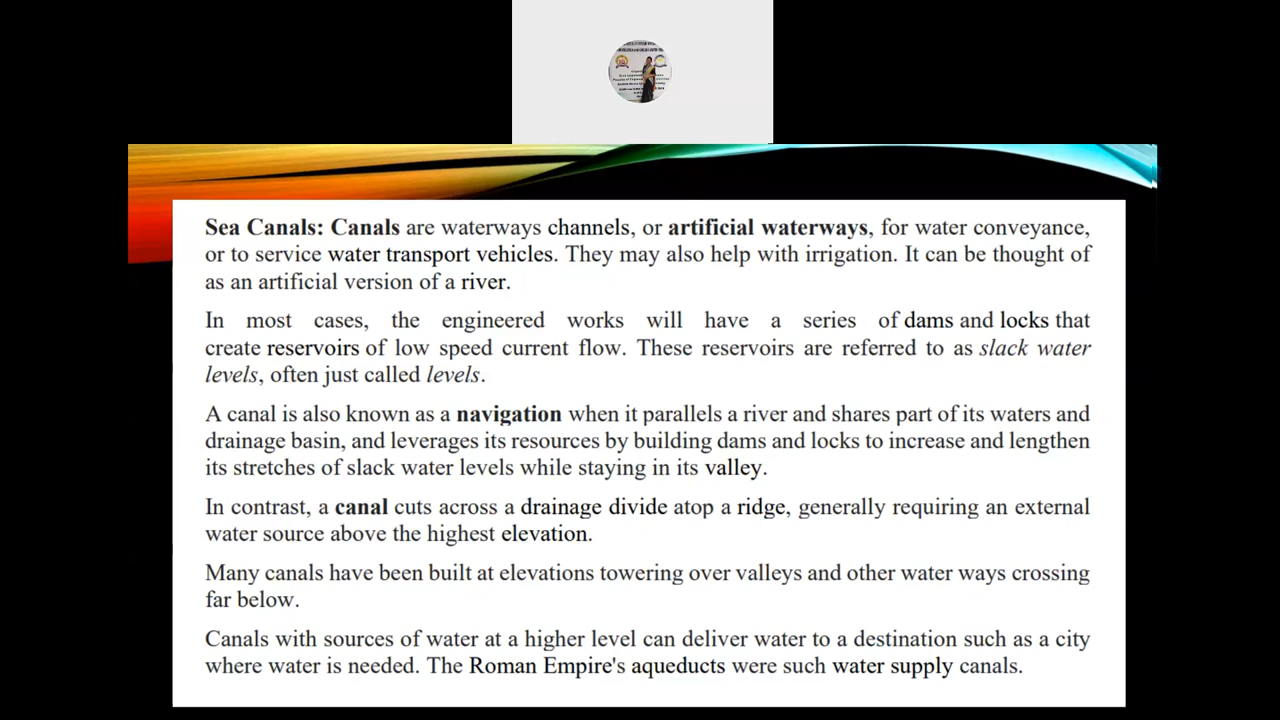 Sea Canals: Canals are waterways channels, or artificial waterways, for water conveyance,
or to service water transport vehicles. They may also help with irrigation. It can be thought of
as an artificial version of a river.
In most cases, the engineered works will have a series of dams and locks that
create reservoirs of low speed current flow. These reservoirs are referred to as slack water
levels, often just called levels.
A canal is also known as a navigation when it parallels a river and shares part of its waters and
drainage basin, and leverages its resources by building dams and locks to increase and lengthen
its stretches of slack water levels while staying in its valley.
In contrast, a canal cuts across a drainage divide atop a ridge, generally requiring an external
water source above the highest elevation.
Many canals have been built at elevations towering over valleys and other water ways crossing
far below.
Canals with sources of water at a higher level can deliver water to a destination such as a city
where water is needed. The Roman Empire's aqueducts were such water supply canals.